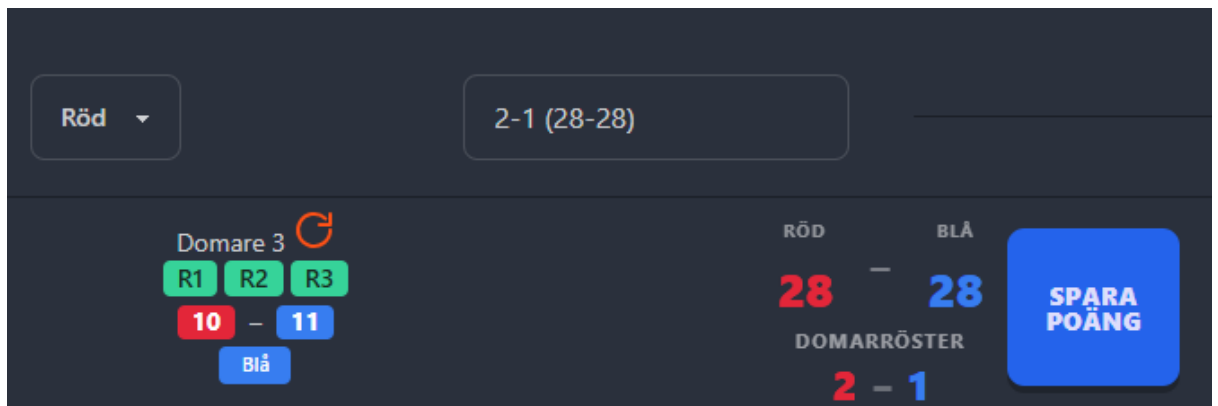 Röd
2-1 (28-28)
Domare 3
R1 R2 R3
10 – 11
Blå
RÖD BLÅ
28 – 28
DOMARRÖSTER
2 – 1
SPARA
POÄNG